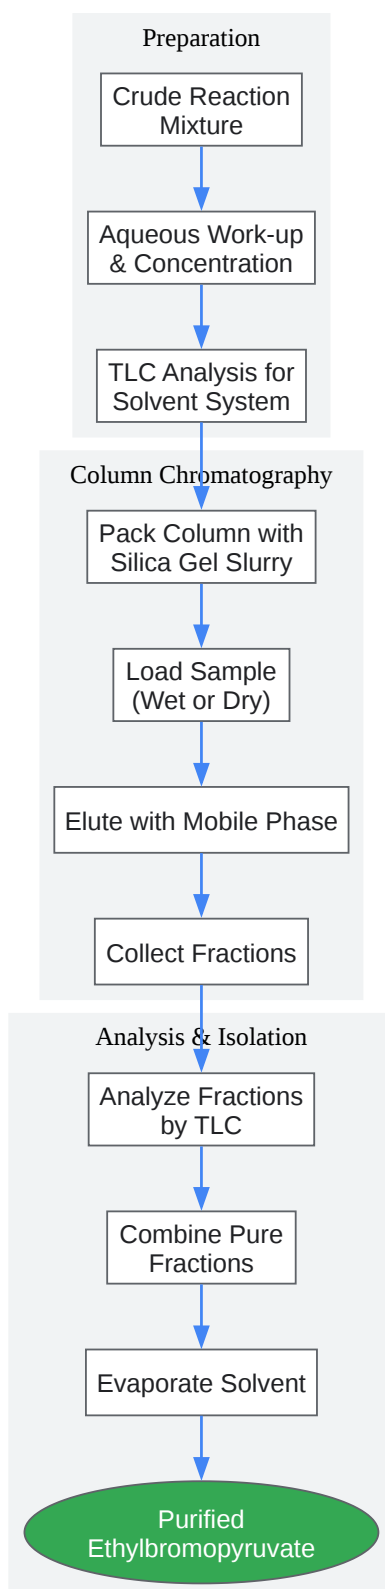 Preparation
Crude Reaction
Mixture
Aqueous Work-up
& Concentration
TLC Analysis for
Solvent System
Column Chromatography
Pack Column with
Silica Gel Slurry
Load Sample
(Wet or Dry)
Elute with Mobile Phase
Collect Fractions
Analysis & Isolation
Analyze Fractions
by TLC
Combine Pure
Fractions
Evaporate Solvent
Purified
Ethylbromopyruvate